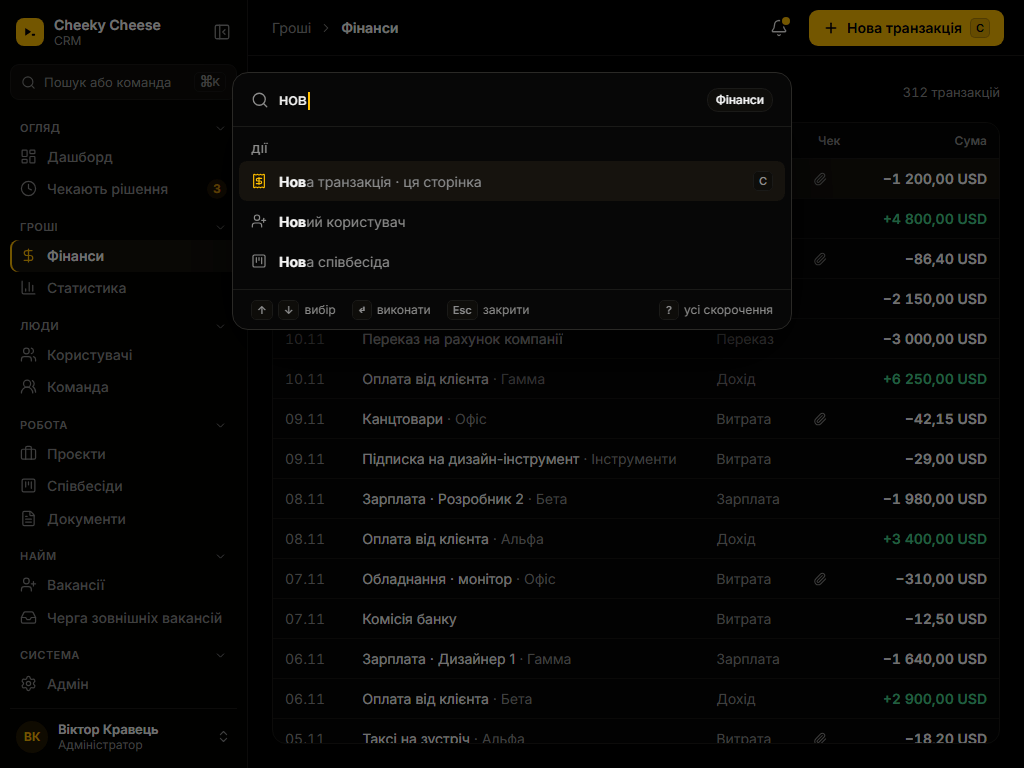 Cheeky Cheese
CRM
Пошук або команда ⌘K
ОГЛЯД
Дашборд
Чекають рішення 3
ГРОШІ
Фінанси
Статистика
ЛЮДИ
Користувачі
Команда
РОБОТА
Проєкти
Співбесіди
Документи
НАЙМ
Вакансії
Черга зовнішніх вакансій
СИСТЕМА
Адмін
ВК
Віктор Кравець
Адміністратор
Гроші Фінанси
Нова транзакція C
312 транзакцій
нов Фінанси
ДІЇ
Нова транзакція · ця сторінка C
Новий користувач
Нова співбесіда
вибір виконати Esc закрити ? усі скорочення
Чек Сума
−1 200,00 USD
+4 800,00 USD
−86,40 USD
−2 150,00 USD
10.11 Переказ на рахунок компанії Переказ −3 000,00 USD
10.11 Оплата від клієнта · Гамма Дохід +6 250,00 USD
09.11 Канцтовари · Офіс Витрата −42,15 USD
09.11 Підписка на дизайн-інструмент · Інструменти Витрата −29,00 USD
08.11 Зарплата · Розробник 2 · Бета Зарплата −1 980,00 USD
08.11 Оплата від клієнта · Альфа Дохід +3 400,00 USD
07.11 Обладнання · монітор · Офіс Витрата −310,00 USD
07.11 Комісія банку Витрата −12,50 USD
06.11 Зарплата · Дизайнер 1 · Гамма Зарплата −1 640,00 USD
06.11 Оплата від клієнта · Бета Дохід +2 900,00 USD
05.11 Таксі на зустріч · Альфа Витрата −18,20 USD